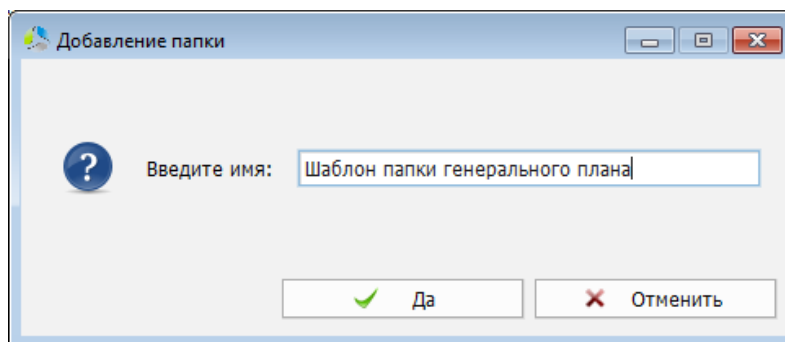 Добавление папки
Введите имя: Шаблон папки генерального плана
Да Отменить